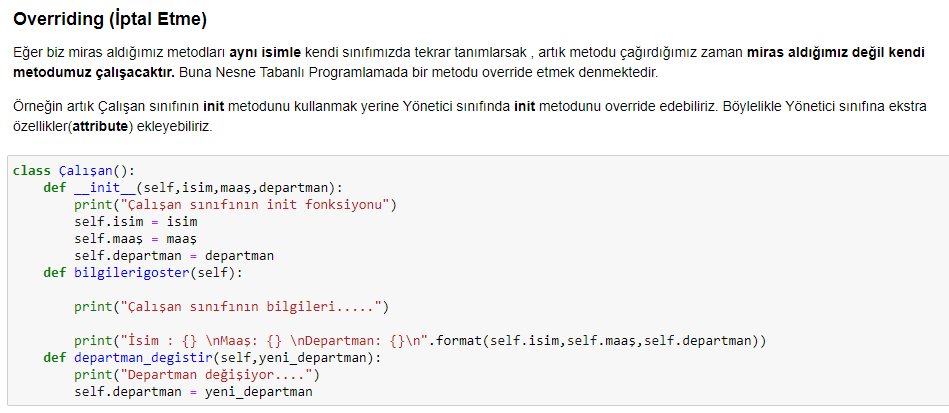 Overriding (İptal Etme)
Eğer biz miras aldığımız metodları aynı isimle kendi sınıfımızda tekrar tanımlarsak , artık metodu çağırdığımız zaman miras aldığımız değil kendi
metodumuz çalışacaktır. Buna Nesne Tabanlı Programlamada bir metodu override etmek denmektedir.
Örneğin artık Çalışan sınıfının init metodunu kullanmak yerine Yönetici sınıfında init metodunu override edebiliriz. Böylelikle Yönetici sınıfına ekstra
özellikler(attribute) ekleyebiliriz.
class Çalışan():
    def __init__(self,isim,maaş,departman):
        print("Çalışan sınıfının init fonksiyonu")
        self.isim = isim
        self.maaş = maaş
        self.departman = departman
    def bilgilerigoster(self):
        print("Çalışan sınıfının bilgileri.....")
        print("İsim : {} \nMaaş: {} \nDepartman: {}\n".format(self.isim,self.maaş,self.departman))
    def departman_degistir(self,yeni_departman):
        print("Departman değişiyor....")
        self.departman = yeni_departman